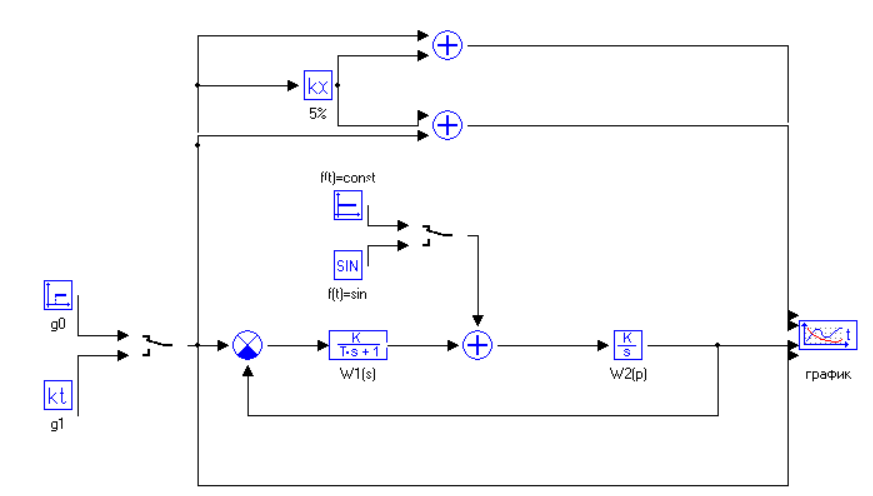 kx
5%
f(t)=const
SIN
f(t)=sin
g0
kt
g1
K
T·s+1
W1(s)
K
s
W2(p)
t
график